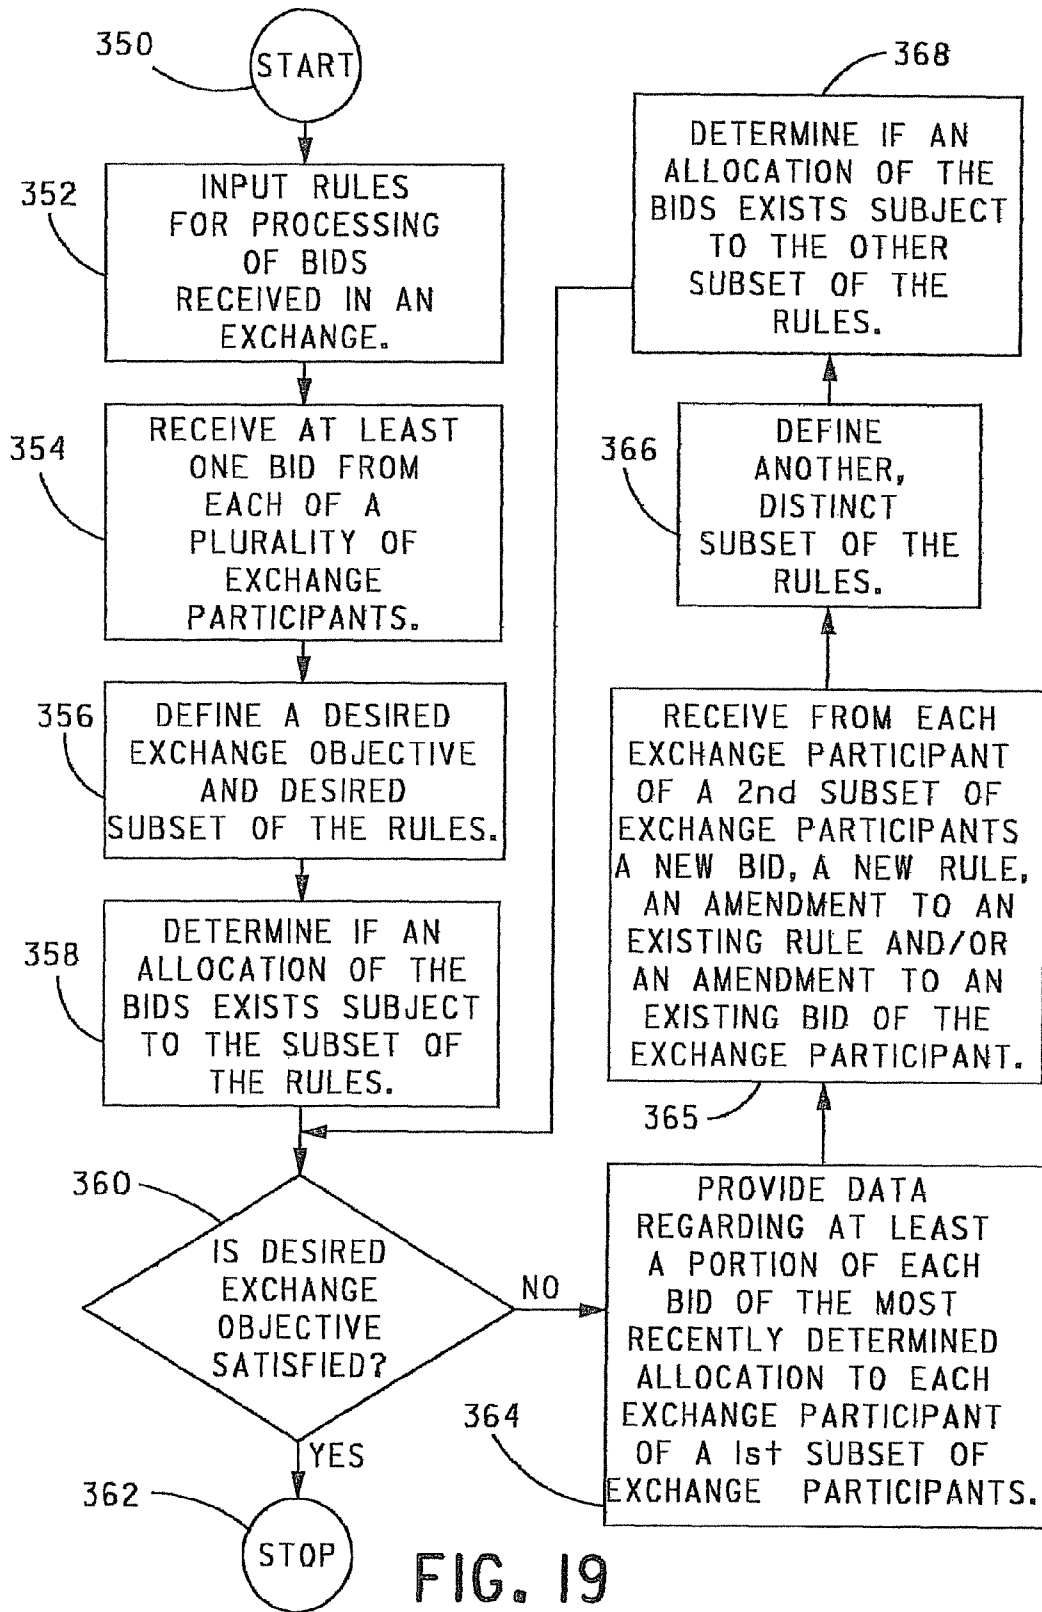 350
START
352
INPUT RULES
FOR PROCESSING
OF BIDS
RECEIVED IN AN
EXCHANGE.
354
RECEIVE AT LEAST
ONE BID FROM
EACH OF A
PLURALITY OF
EXCHANGE
PARTICIPANTS.
356
DEFINE A DESIRED
EXCHANGE OBJECTIVE
AND DESIRED
SUBSET OF THE RULES.
358
DETERMINE IF AN
ALLOCATION OF THE
BIDS EXISTS SUBJECT
TO THE SUBSET OF
THE RULES.
360
IS DESIRED
EXCHANGE
OBJECTIVE
SATISFIED?
NO
YES
362
STOP
364
PROVIDE DATA
REGARDING AT LEAST
A PORTION OF EACH
BID OF THE MOST
RECENTLY DETERMINED
ALLOCATION TO EACH
EXCHANGE PARTICIPANT
OF A 1st SUBSET OF
EXCHANGE PARTICIPANTS.
365
RECEIVE FROM EACH
EXCHANGE PARTICIPANT
OF A 2nd SUBSET OF
EXCHANGE PARTICIPANTS
A NEW BID, A NEW RULE,
AN AMENDMENT TO AN
EXISTING RULE AND/OR
AN AMENDMENT TO AN
EXISTING BID OF THE
EXCHANGE PARTICIPANT.
366
DEFINE
ANOTHER,
DISTINCT
SUBSET OF THE
RULES.
368
DETERMINE IF AN
ALLOCATION OF THE
BIDS EXISTS SUBJECT
TO THE OTHER
SUBSET OF THE
RULES.
FIG. 19